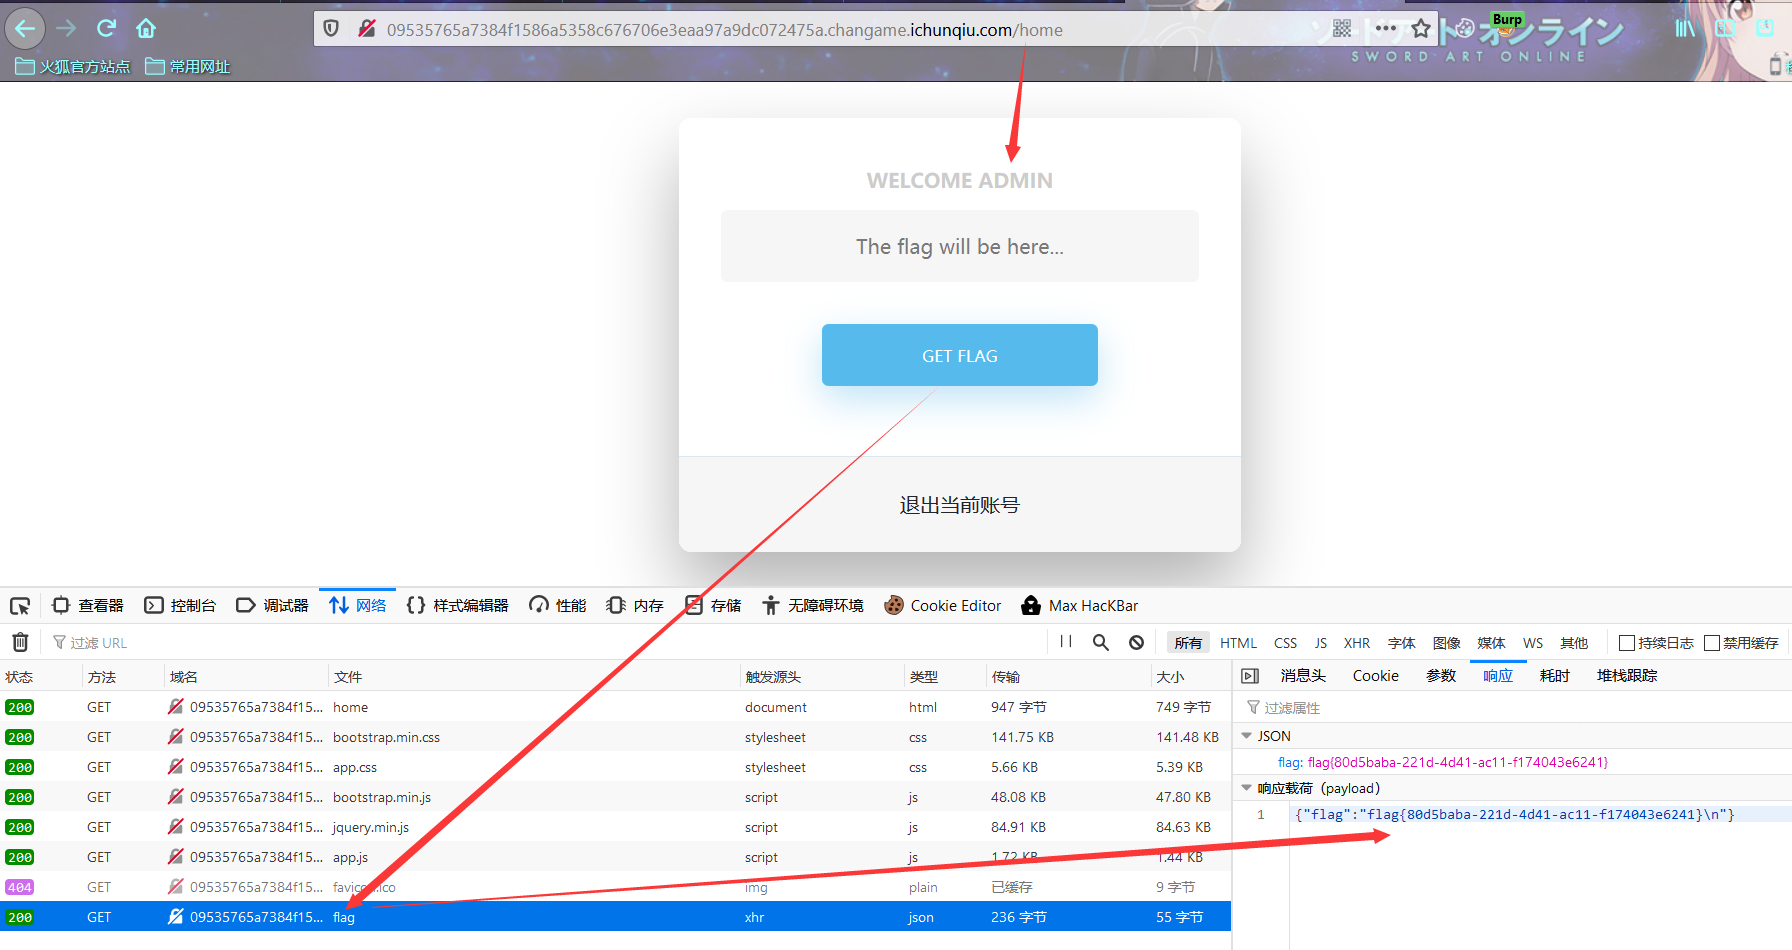 09535765a7384f1586a5358c676706e3eaa97a9dc072475a.changame.ichunqiu.com/home
Burp
ソードアート・オンライン
SWORD ART ONLINE
火狐官方站点 常用网址
WELCOME ADMIN
The flag will be here...
GET FLAG
退出当前账号
查看器 控制台 调试器 网络 样式编辑器 性能 内存 存储 无障碍环境 Cookie Editor Max HacKBar
过滤 URL 所有 HTML CSS JS XHR 字体 图像 媒体 WS 其他 持续日志 禁用缓存
状态 方法 域名 文件 触发源头 类型 传输 大小
200 GET 09535765a7384f15... home document html 947 字节 749 字节
200 GET 09535765a7384f15... bootstrap.min.css stylesheet css 141.75 KB 141.48 KB
200 GET 09535765a7384f15... app.css stylesheet css 5.66 KB 5.39 KB
200 GET 09535765a7384f15... bootstrap.min.js script js 48.08 KB 47.80 KB
200 GET 09535765a7384f15... jquery.min.js script js 84.91 KB 84.63 KB
200 GET 09535765a7384f15... app.js script js 1.72 KB 1.44 KB
404 GET 09535765a7384f15... favicon.ico img plain 已缓存 9 字节
200 GET 09535765a7384f15... flag xhr json 236 字节 55 字节
消息头 Cookie 参数 响应 耗时 堆栈跟踪
过滤属性
JSON
flag: flag{80d5baba-221d-4d41-ac11-f174043e6241}
响应载荷（payload）
1 {"flag":"flag{80d5baba-221d-4d41-ac11-f174043e6241}\n"}